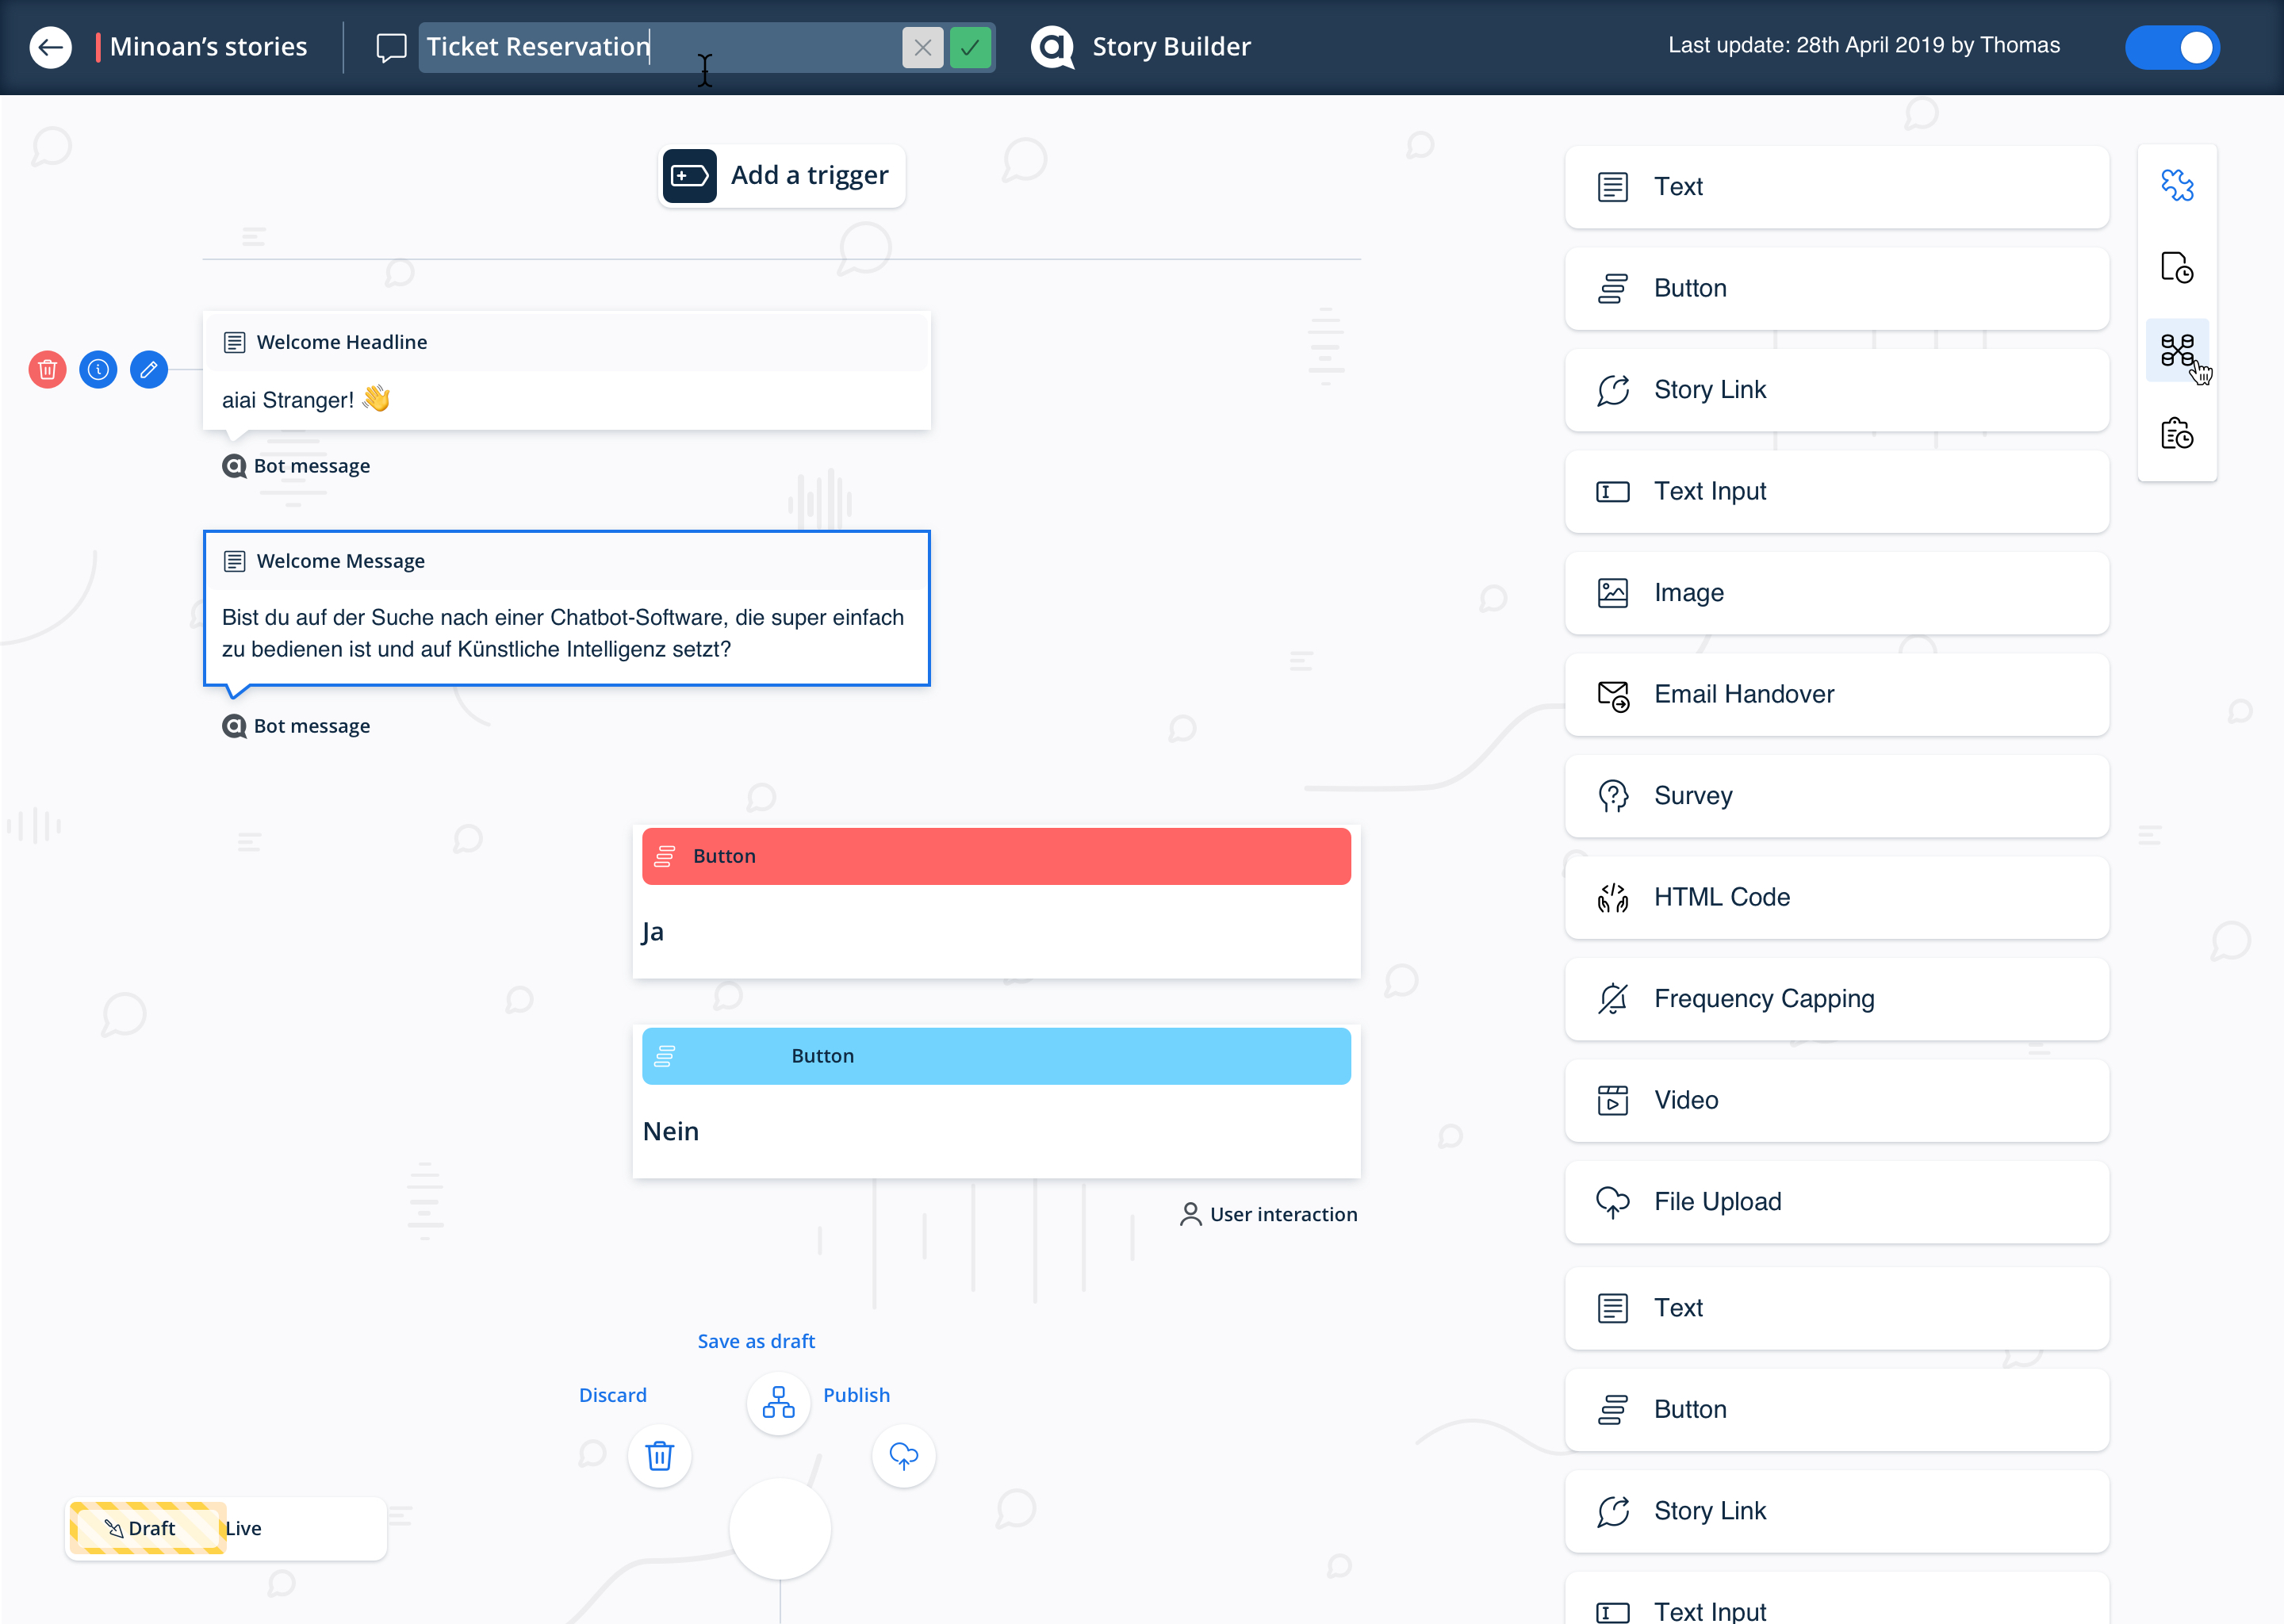 Minoan’s stories
Ticket Reservation
Story Builder
Last update: 28th April 2019 by Thomas
Add a trigger
Welcome Headline
aiai Stranger! 👋
Bot message
Welcome Message
Bist du auf der Suche nach einer Chatbot-Software, die super einfach
zu bedienen ist und auf Künstliche Intelligenz setzt?
Bot message
Button
Ja
Button
Nein
User interaction
Save as draft
Discard
Publish
Draft
Live
Text
Button
Story Link
Text Input
Image
Email Handover
Survey
HTML Code
Frequency Capping
Video
File Upload
Text
Button
Story Link
Text Input